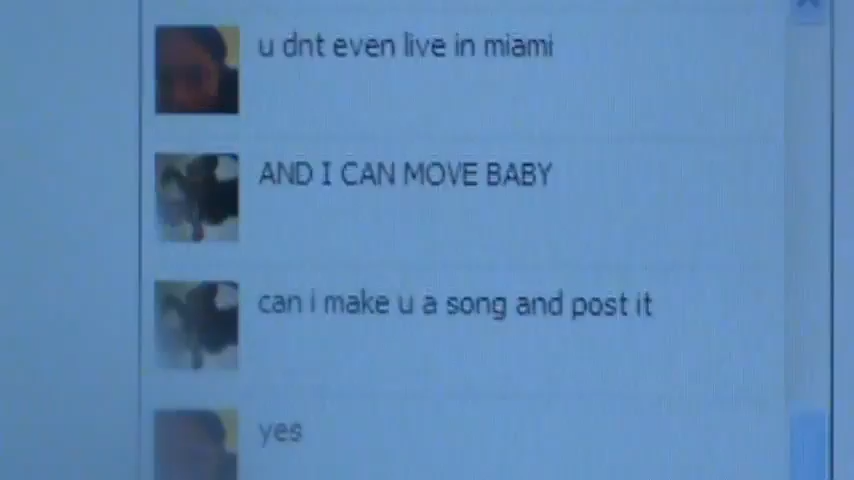 u dnt even live in miami
AND I CAN MOVE BABY
can i make u a song and post it
yes